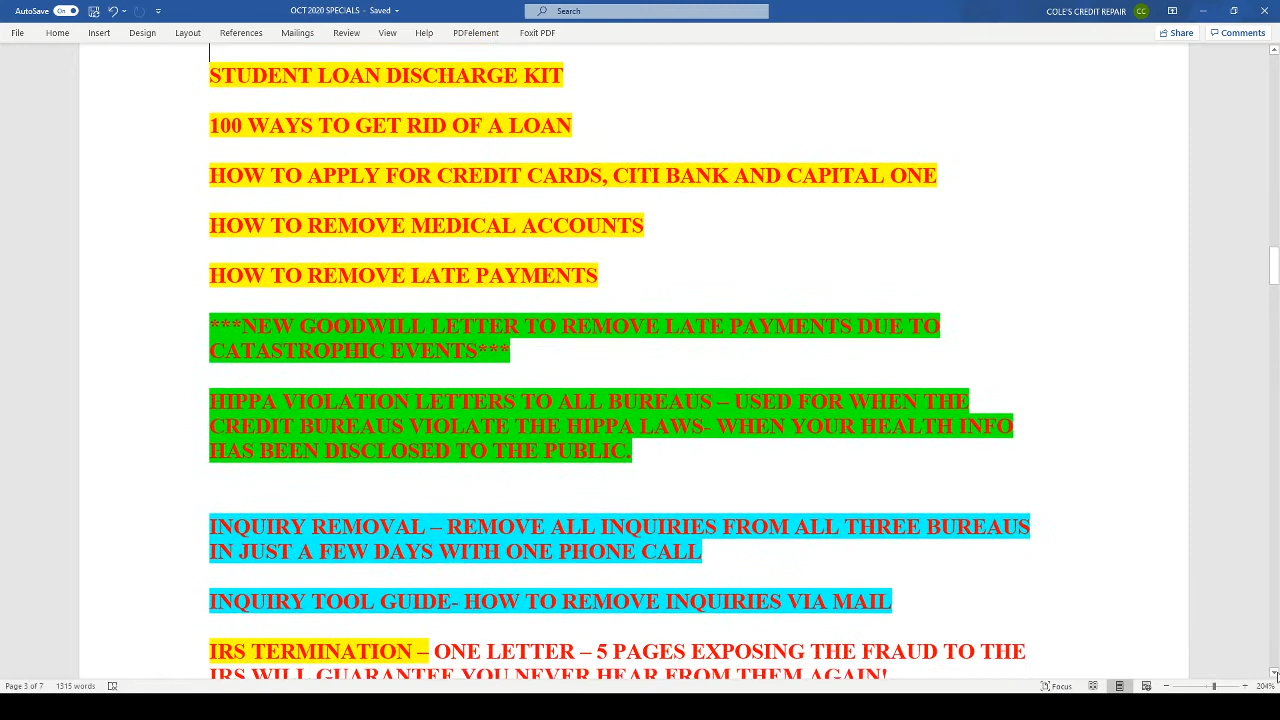 AutoSave On OCT 2020 SPECIALS - Saved Search COLE'S CREDIT REPAIR CC
File Home Insert Design Layout References Mailings Review View Help PDFelement Foxit PDF Share Comments
STUDENT LOAN DISCHARGE KIT
100 WAYS TO GET RID OF A LOAN
HOW TO APPLY FOR CREDIT CARDS, CITI BANK AND CAPITAL ONE
HOW TO REMOVE MEDICAL ACCOUNTS
HOW TO REMOVE LATE PAYMENTS
***NEW GOODWILL LETTER TO REMOVE LATE PAYMENTS DUE TO
CATASTROPHIC EVENTS***
HIPPA VIOLATION LETTERS TO ALL BUREAUS – USED FOR WHEN THE
CREDIT BUREAUS VIOLATE THE HIPPA LAWS- WHEN YOUR HEALTH INFO
HAS BEEN DISCLOSED TO THE PUBLIC.
INQUIRY REMOVAL – REMOVE ALL INQUIRIES FROM ALL THREE BUREAUS
IN JUST A FEW DAYS WITH ONE PHONE CALL
INQUIRY TOOL GUIDE- HOW TO REMOVE INQUIRIES VIA MAIL
IRS TERMINATION – ONE LETTER – 5 PAGES EXPOSING THE FRAUD TO THE
IRS WILL GUARANTEE YOU NEVER HEAR FROM THEM AGAIN!
Page 3 of 7 1315 words Focus 204%